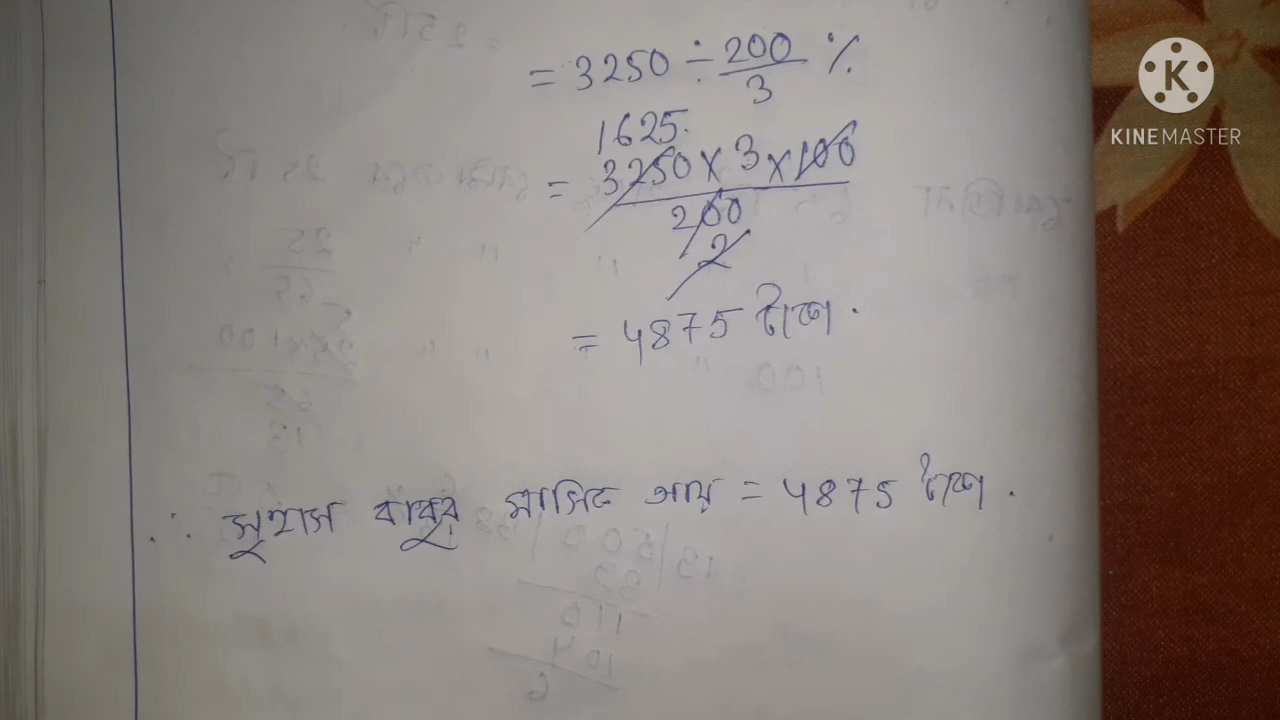 = 3250 ÷ 200/3 %
1625
= 3250 x 3 x 100
200
2
= 4875 টাকা.
∴ সুহাস বাবুর মাসিক আয় = 4875 টাকা.
K
KINEMASTER